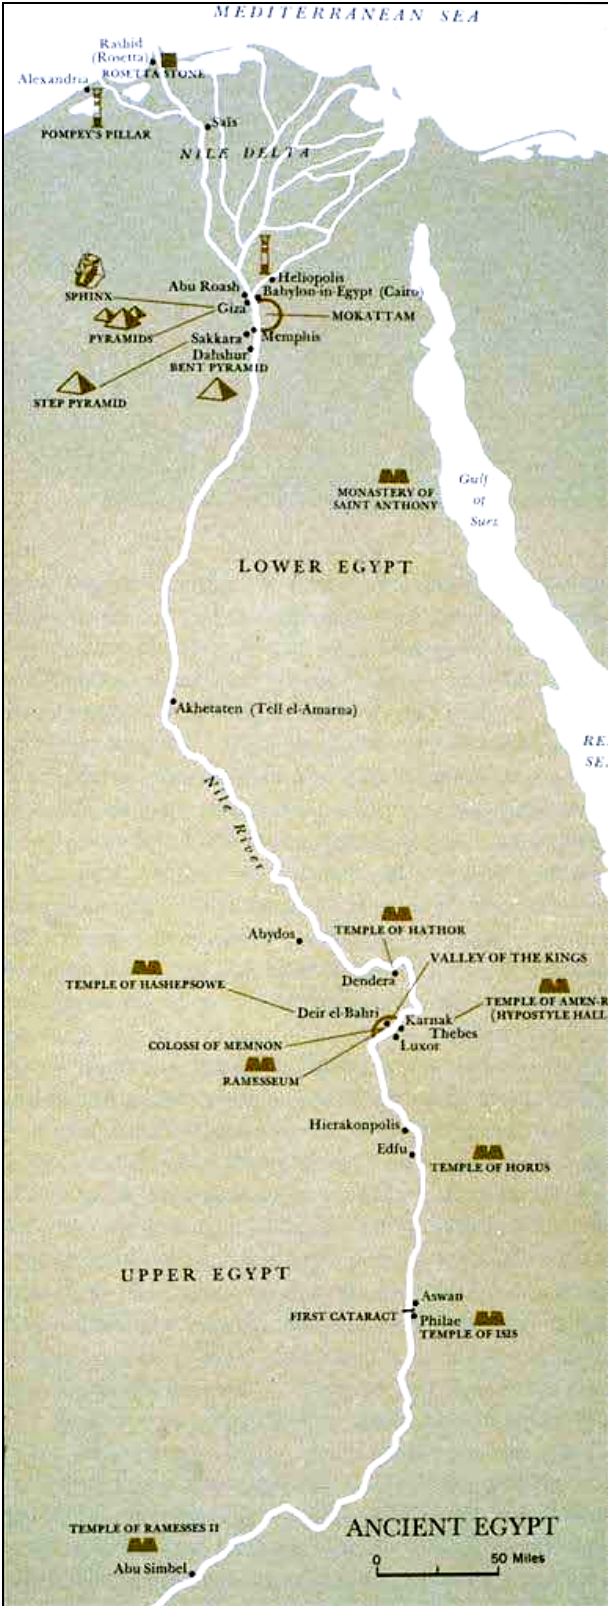 MEDITERRANEAN SEA
Rashid
(Rosetta)
ROSETTA STONE
Alexandria
POMPEY'S PILLAR
Sais
NILE DELTA
SPHINX
Abu Roash
Heliopolis
Babylon-in-Egypt (Cairo)
Giza
MOKATTAM
PYRAMIDS
Sakkara
Memphis
Dahshur
BENT PYRAMID
STEP PYRAMID
MONASTERY OF
SAINT ANTHONY
Gulf
of
Suez
LOWER EGYPT
Akhetaten (Tell el-Amarna)
RE
SE
Nile River
Abydos
TEMPLE OF HATHOR
VALLEY OF THE KINGS
Dendera
TEMPLE OF HASHEPSOWE
TEMPLE OF AMEN-R
(HYPOSTYLE HALL
Deir el-Bahri
Karnak
Thebes
COLOSSI OF MEMNON
Luxor
RAMESSEUM
Hierakonpolis
Edfu
TEMPLE OF HORUS
UPPER EGYPT
Aswan
FIRST CATARACT
Philae
TEMPLE OF ISIS
TEMPLE OF RAMESSES II
ANCIENT EGYPT
Abu Simbel
0 50 Miles